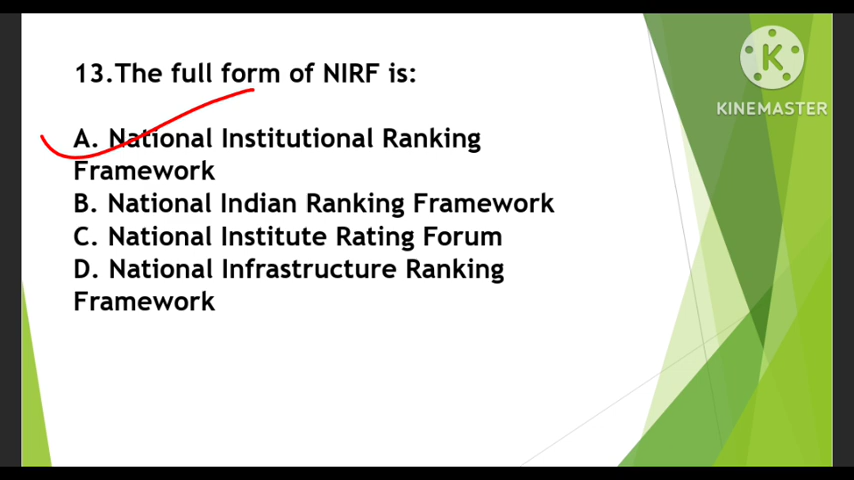 13.The full form of NIRF is:
KINEMASTER
A. National Institutional Ranking
Framework
B. National Indian Ranking Framework
C. National Institute Rating Forum
D. National Infrastructure Ranking
Framework